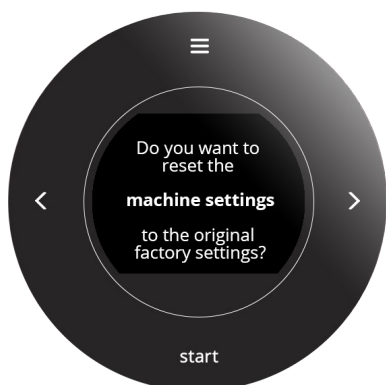 Do you want to
reset the
machine settings
to the original
factory settings?
start